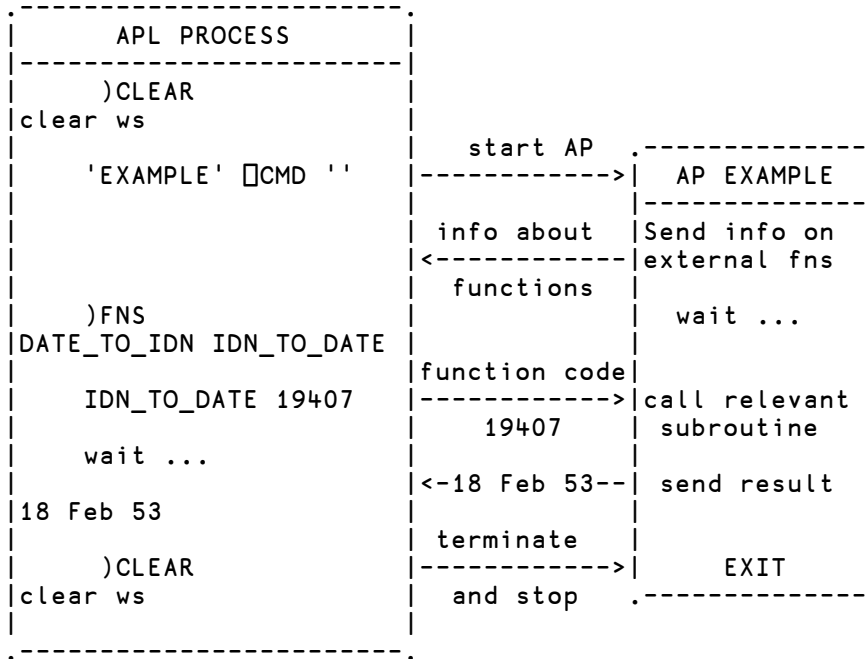 APL PROCESS
)CLEAR
clear ws
start AP
'EXAMPLE' ⎕CMD ''
------------>
AP EXAMPLE
info about
Send info on
<------------
external fns
functions
)FNS
wait ...
DATE_TO_IDN IDN_TO_DATE
function code
IDN_TO_DATE 19407
------------>
call relevant
19407
subroutine
wait ...
<-18 Feb 53--
send result
18 Feb 53
terminate
)CLEAR
------------>
EXIT
clear ws
and stop